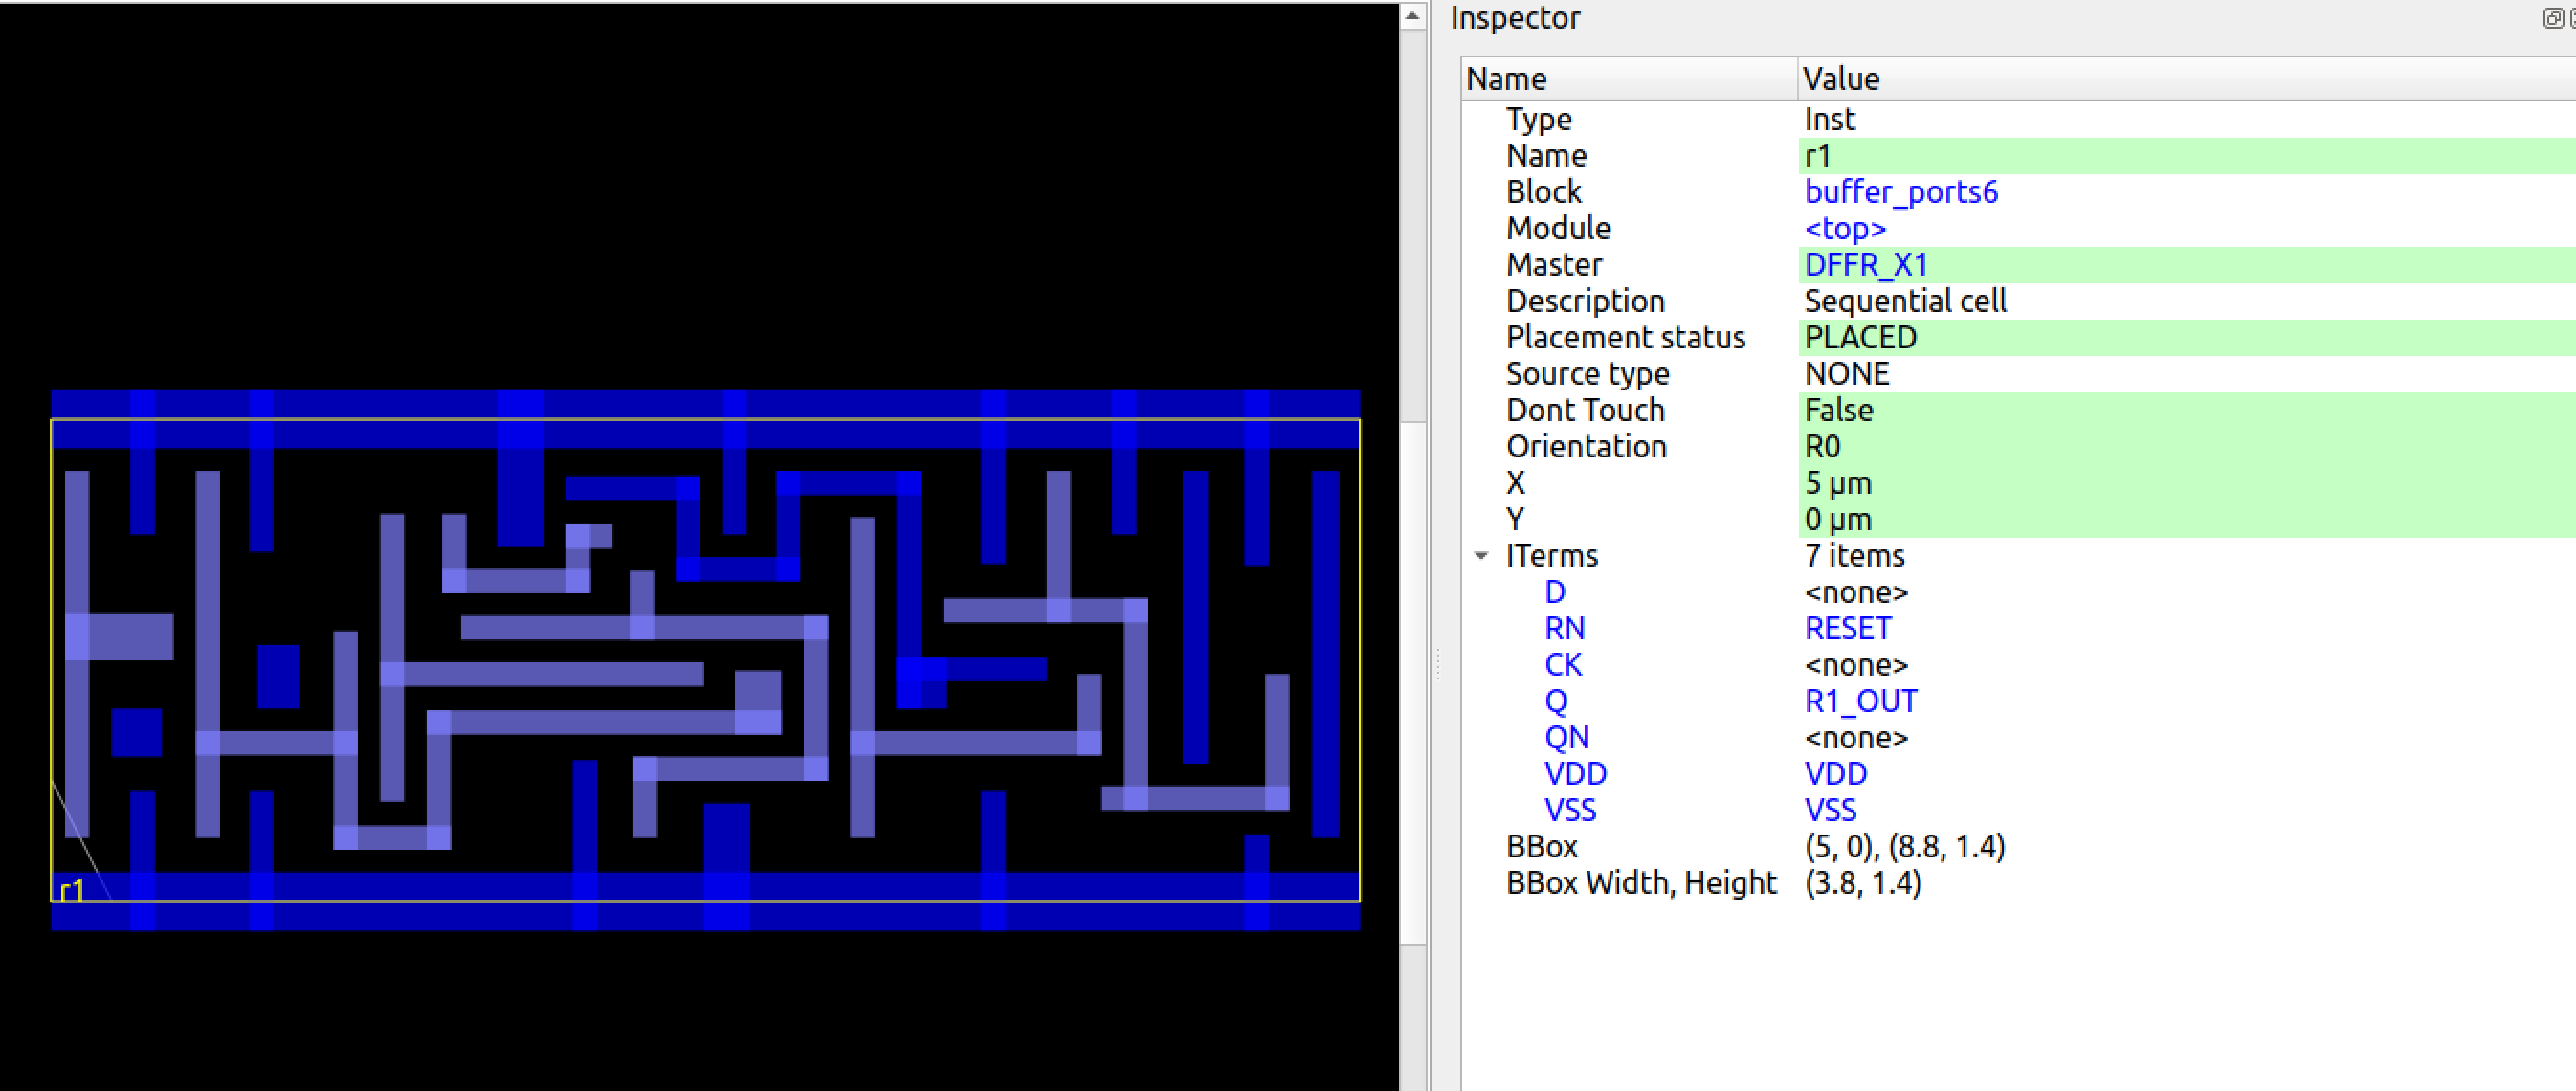 Inspector
Name Value
Type Inst
Name r1
Block buffer_ports6
Module <top>
Master DFFR_X1
Description Sequential cell
Placement status PLACED
Source type NONE
Dont Touch False
Orientation R0
X 5 µm
Y 0 µm
ITerms 7 items
D <none>
RN RESET
CK <none>
Q R1_OUT
QN <none>
VDD VDD
VSS VSS
BBox (5, 0), (8.8, 1.4)
BBox Width, Height (3.8, 1.4)
r1